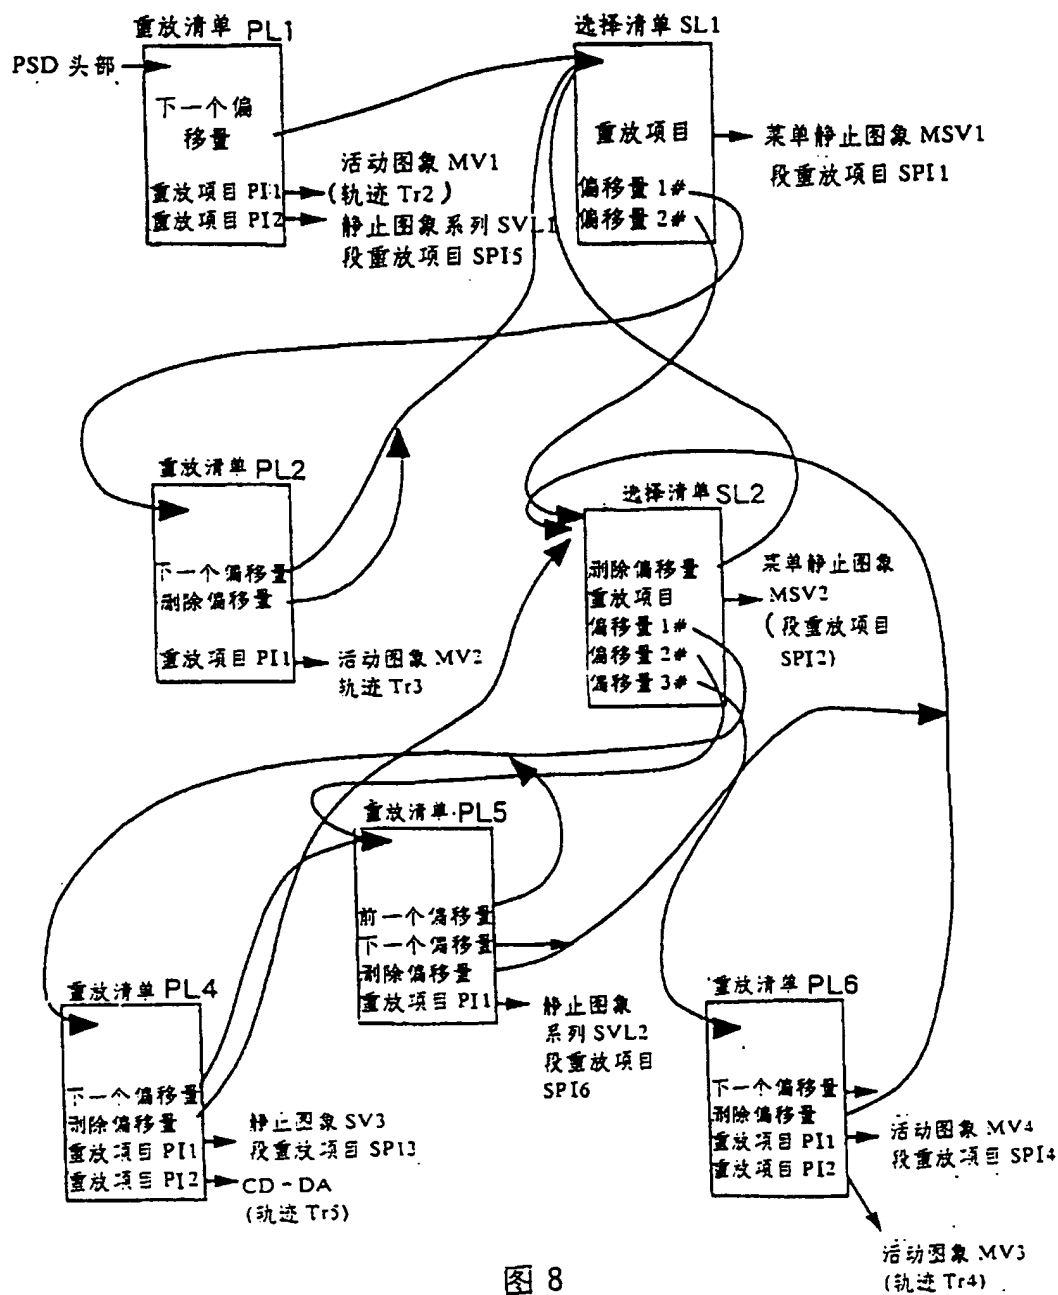 重放清单 PL1
PSD 头部
下一个偏
移量
重放项目 PI1
重放项目 PI2
活动图象 MV1
(轨迹 Tr2)
静止图象系列 SVL1
段重放项目 SPI5
选择清单 SL1
重放项目
偏移量 1#
偏移量 2#
菜单静止图象 MSV1
段重放项目 SPI1
重放清单 PL2
下一个偏移量
删除偏移量
重放项目 PI1
活动图象 MV2
轨迹 Tr3
选择清单 SL2
删除偏移量
重放项目
偏移量 1#
偏移量 2#
偏移量 3#
菜单静止图象
MSV2
(段重放项目
SPI2)
重放清单 PL5
前一个偏移量
下一个偏移量
删除偏移量
重放项目 PI1
静止图象
系列 SVL2
段重放项目
SPI6
重放清单 PL4
下一个偏移量
删除偏移量
重放项目 PI1
重放项目 PI2
静止图象 SV3
段重放项目 SPI3
CD-DA
(轨迹 Tr5)
重放清单 PL6
下一个偏移量
删除偏移量
重放项目 PI1
重放项目 PI2
活动图象 MV4
段重放项目 SPI4
活动图象 MV3
(轨迹 Tr4)
图 8